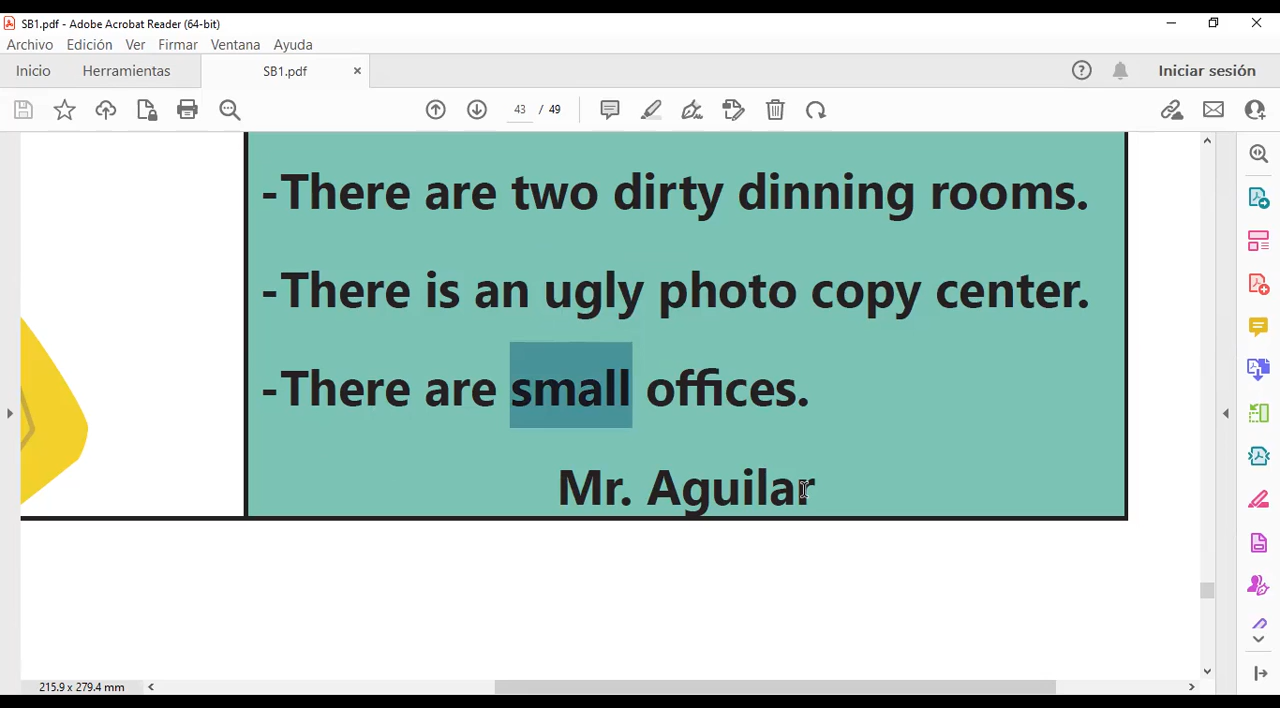 SB1.pdf - Adobe Acrobat Reader (64-bit)
Archivo Edición Ver Firmar Ventana Ayuda
Inicio Herramientas SB1.pdf × Iniciar sesión
43 / 49
-There are two dirty dinning rooms.
-There is an ugly photo copy center.
-There are small offices.
Mr. Aguilar
215.9 x 279.4 mm